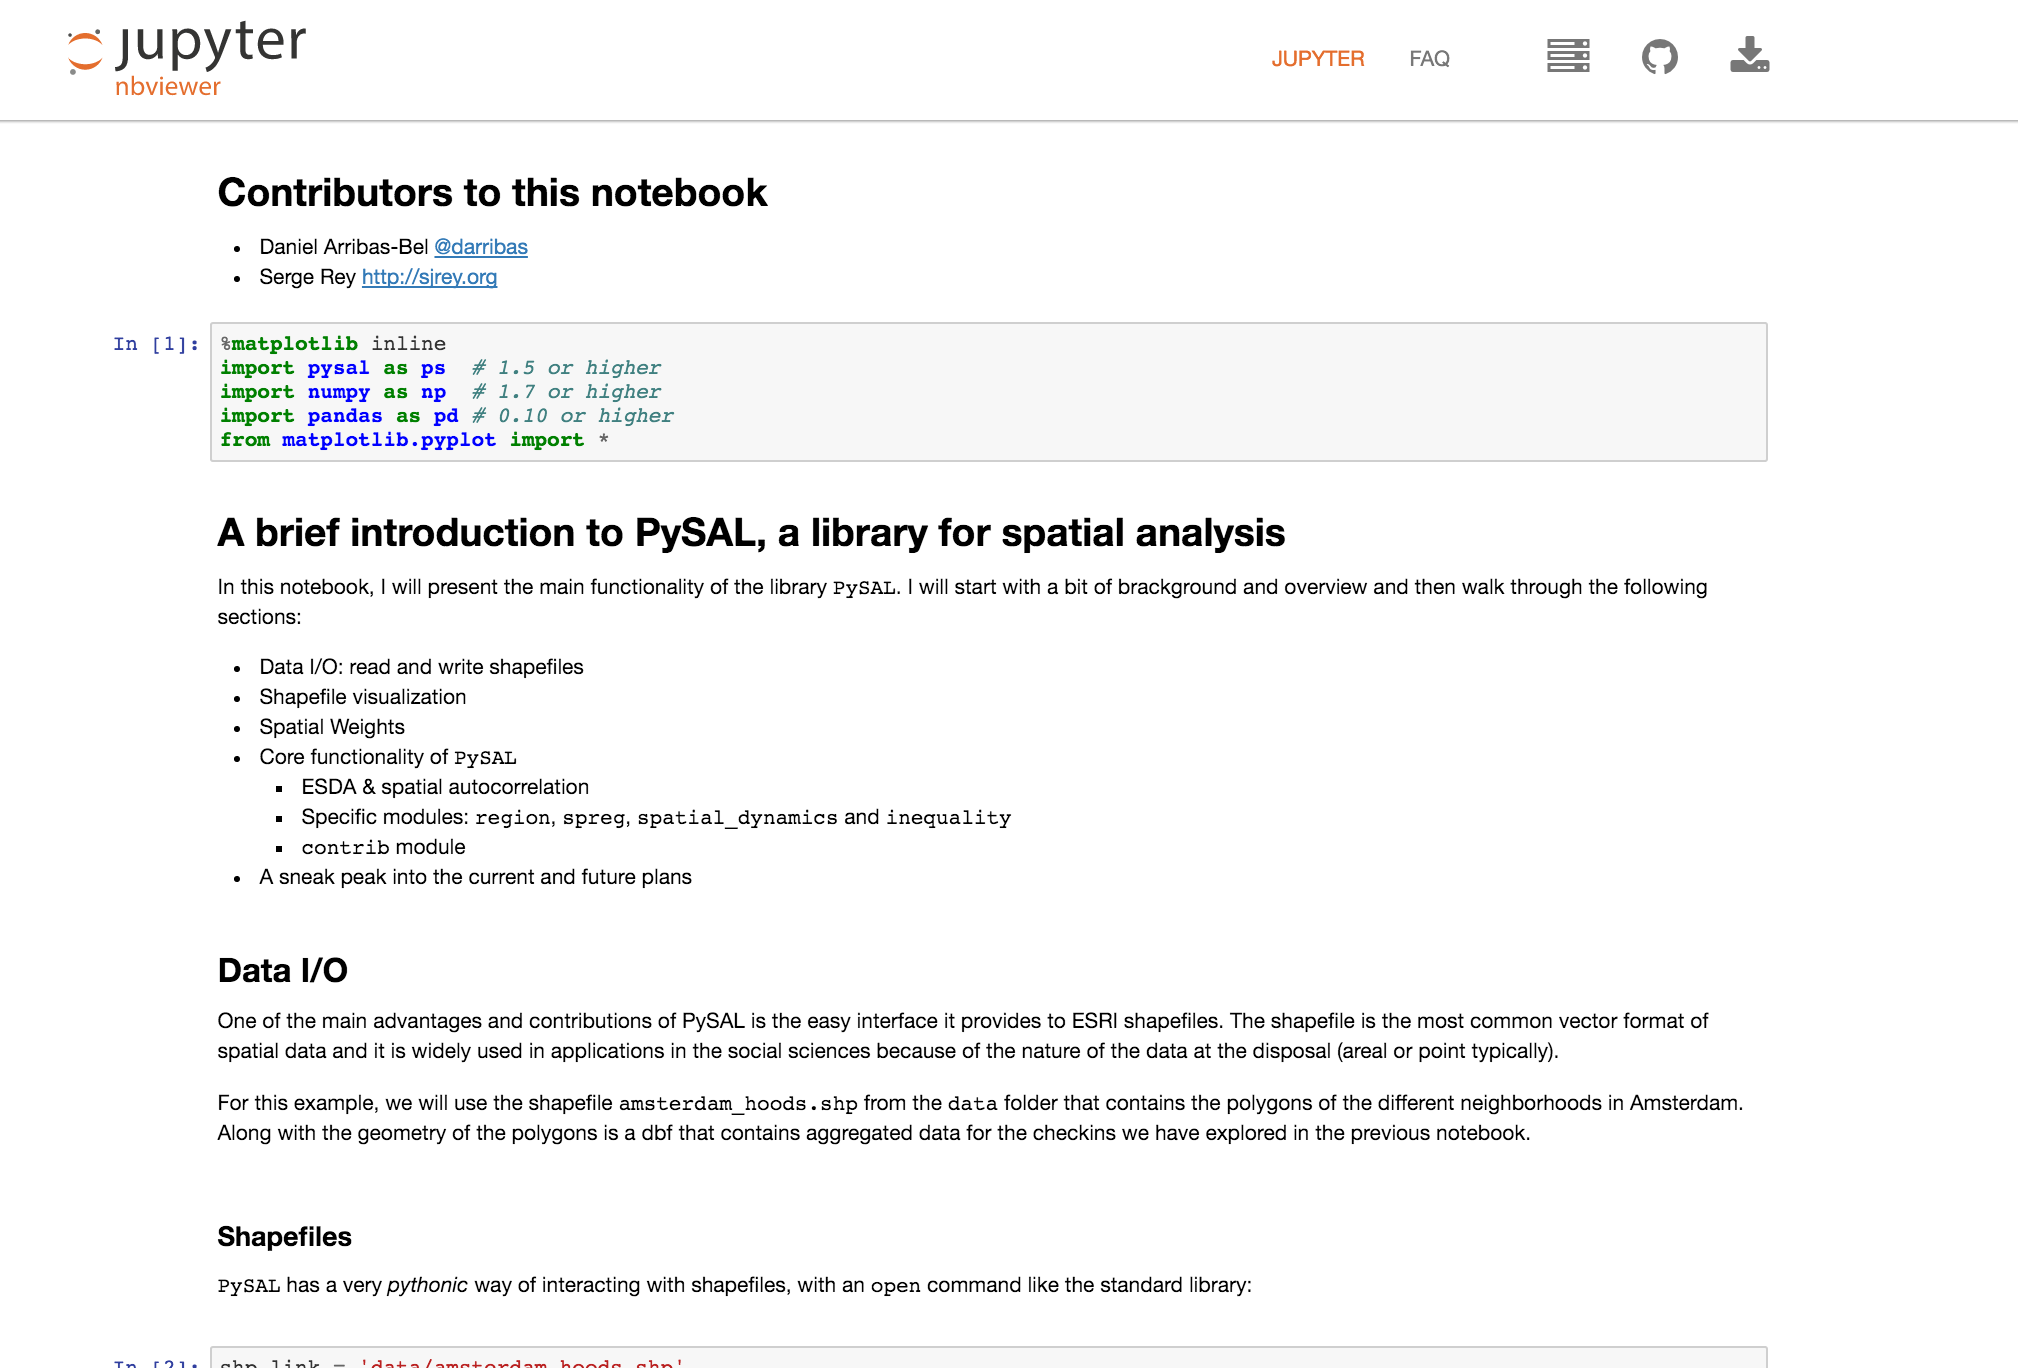 jupyter
nbviewer
JUPYTER FAQ
Contributors to this notebook
Daniel Arribas-Bel @darribas
Serge Rey http://sjrey.org
In [1]:
%matplotlib inline
import pysal as ps # 1.5 or higher
import numpy as np # 1.7 or higher
import pandas as pd # 0.10 or higher
from matplotlib.pyplot import *
A brief introduction to PySAL, a library for spatial analysis
In this notebook, I will present the main functionality of the library PySAL. I will start with a bit of brackground and overview and then walk through the following
sections:
Data I/O: read and write shapefiles
Shapefile visualization
Spatial Weights
Core functionality of PySAL
ESDA & spatial autocorrelation
Specific modules: region, spreg, spatial_dynamics and inequality
contrib module
A sneak peak into the current and future plans
Data I/O
One of the main advantages and contributions of PySAL is the easy interface it provides to ESRI shapefiles. The shapefile is the most common vector format of
spatial data and it is widely used in applications in the social sciences because of the nature of the data at the disposal (areal or point typically).
For this example, we will use the shapefile amsterdam_hoods.shp from the data folder that contains the polygons of the different neighborhoods in Amsterdam.
Along with the geometry of the polygons is a dbf that contains aggregated data for the checkins we have explored in the previous notebook.
Shapefiles
PySAL has a very pythonic way of interacting with shapefiles, with an open command like the standard library:
In [2]:
shp_link = 'data/amsterdam_hoods.shp'